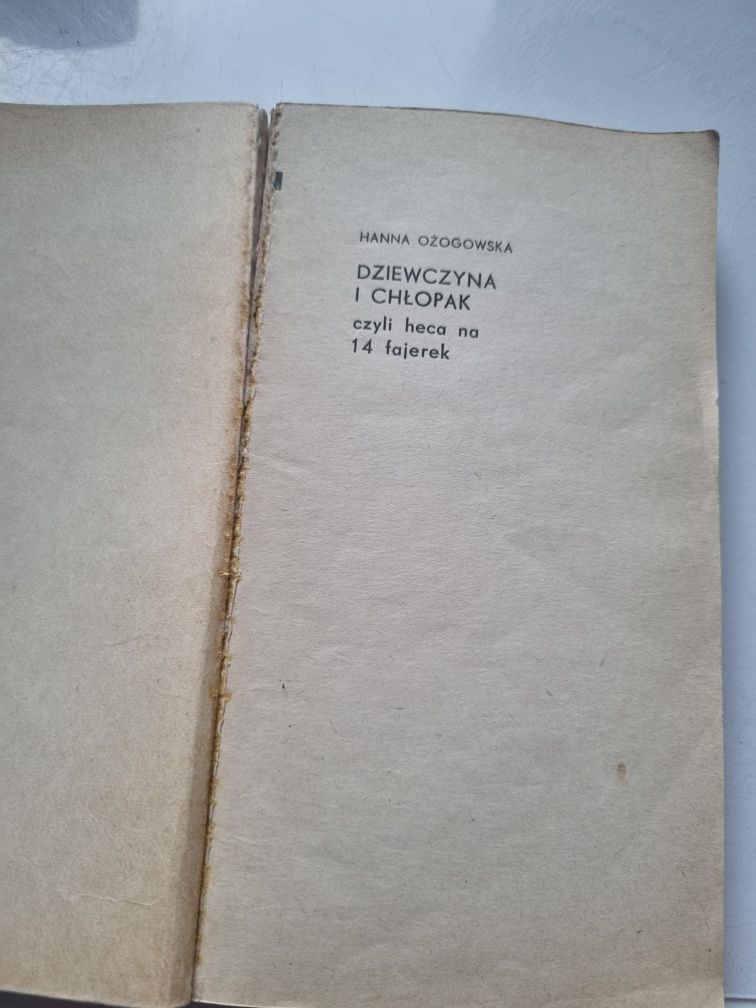 HANNA OŻOGOWSKA
DZIEWCZYNA
I CHŁOPAK
czyli heca na
14 fajerek